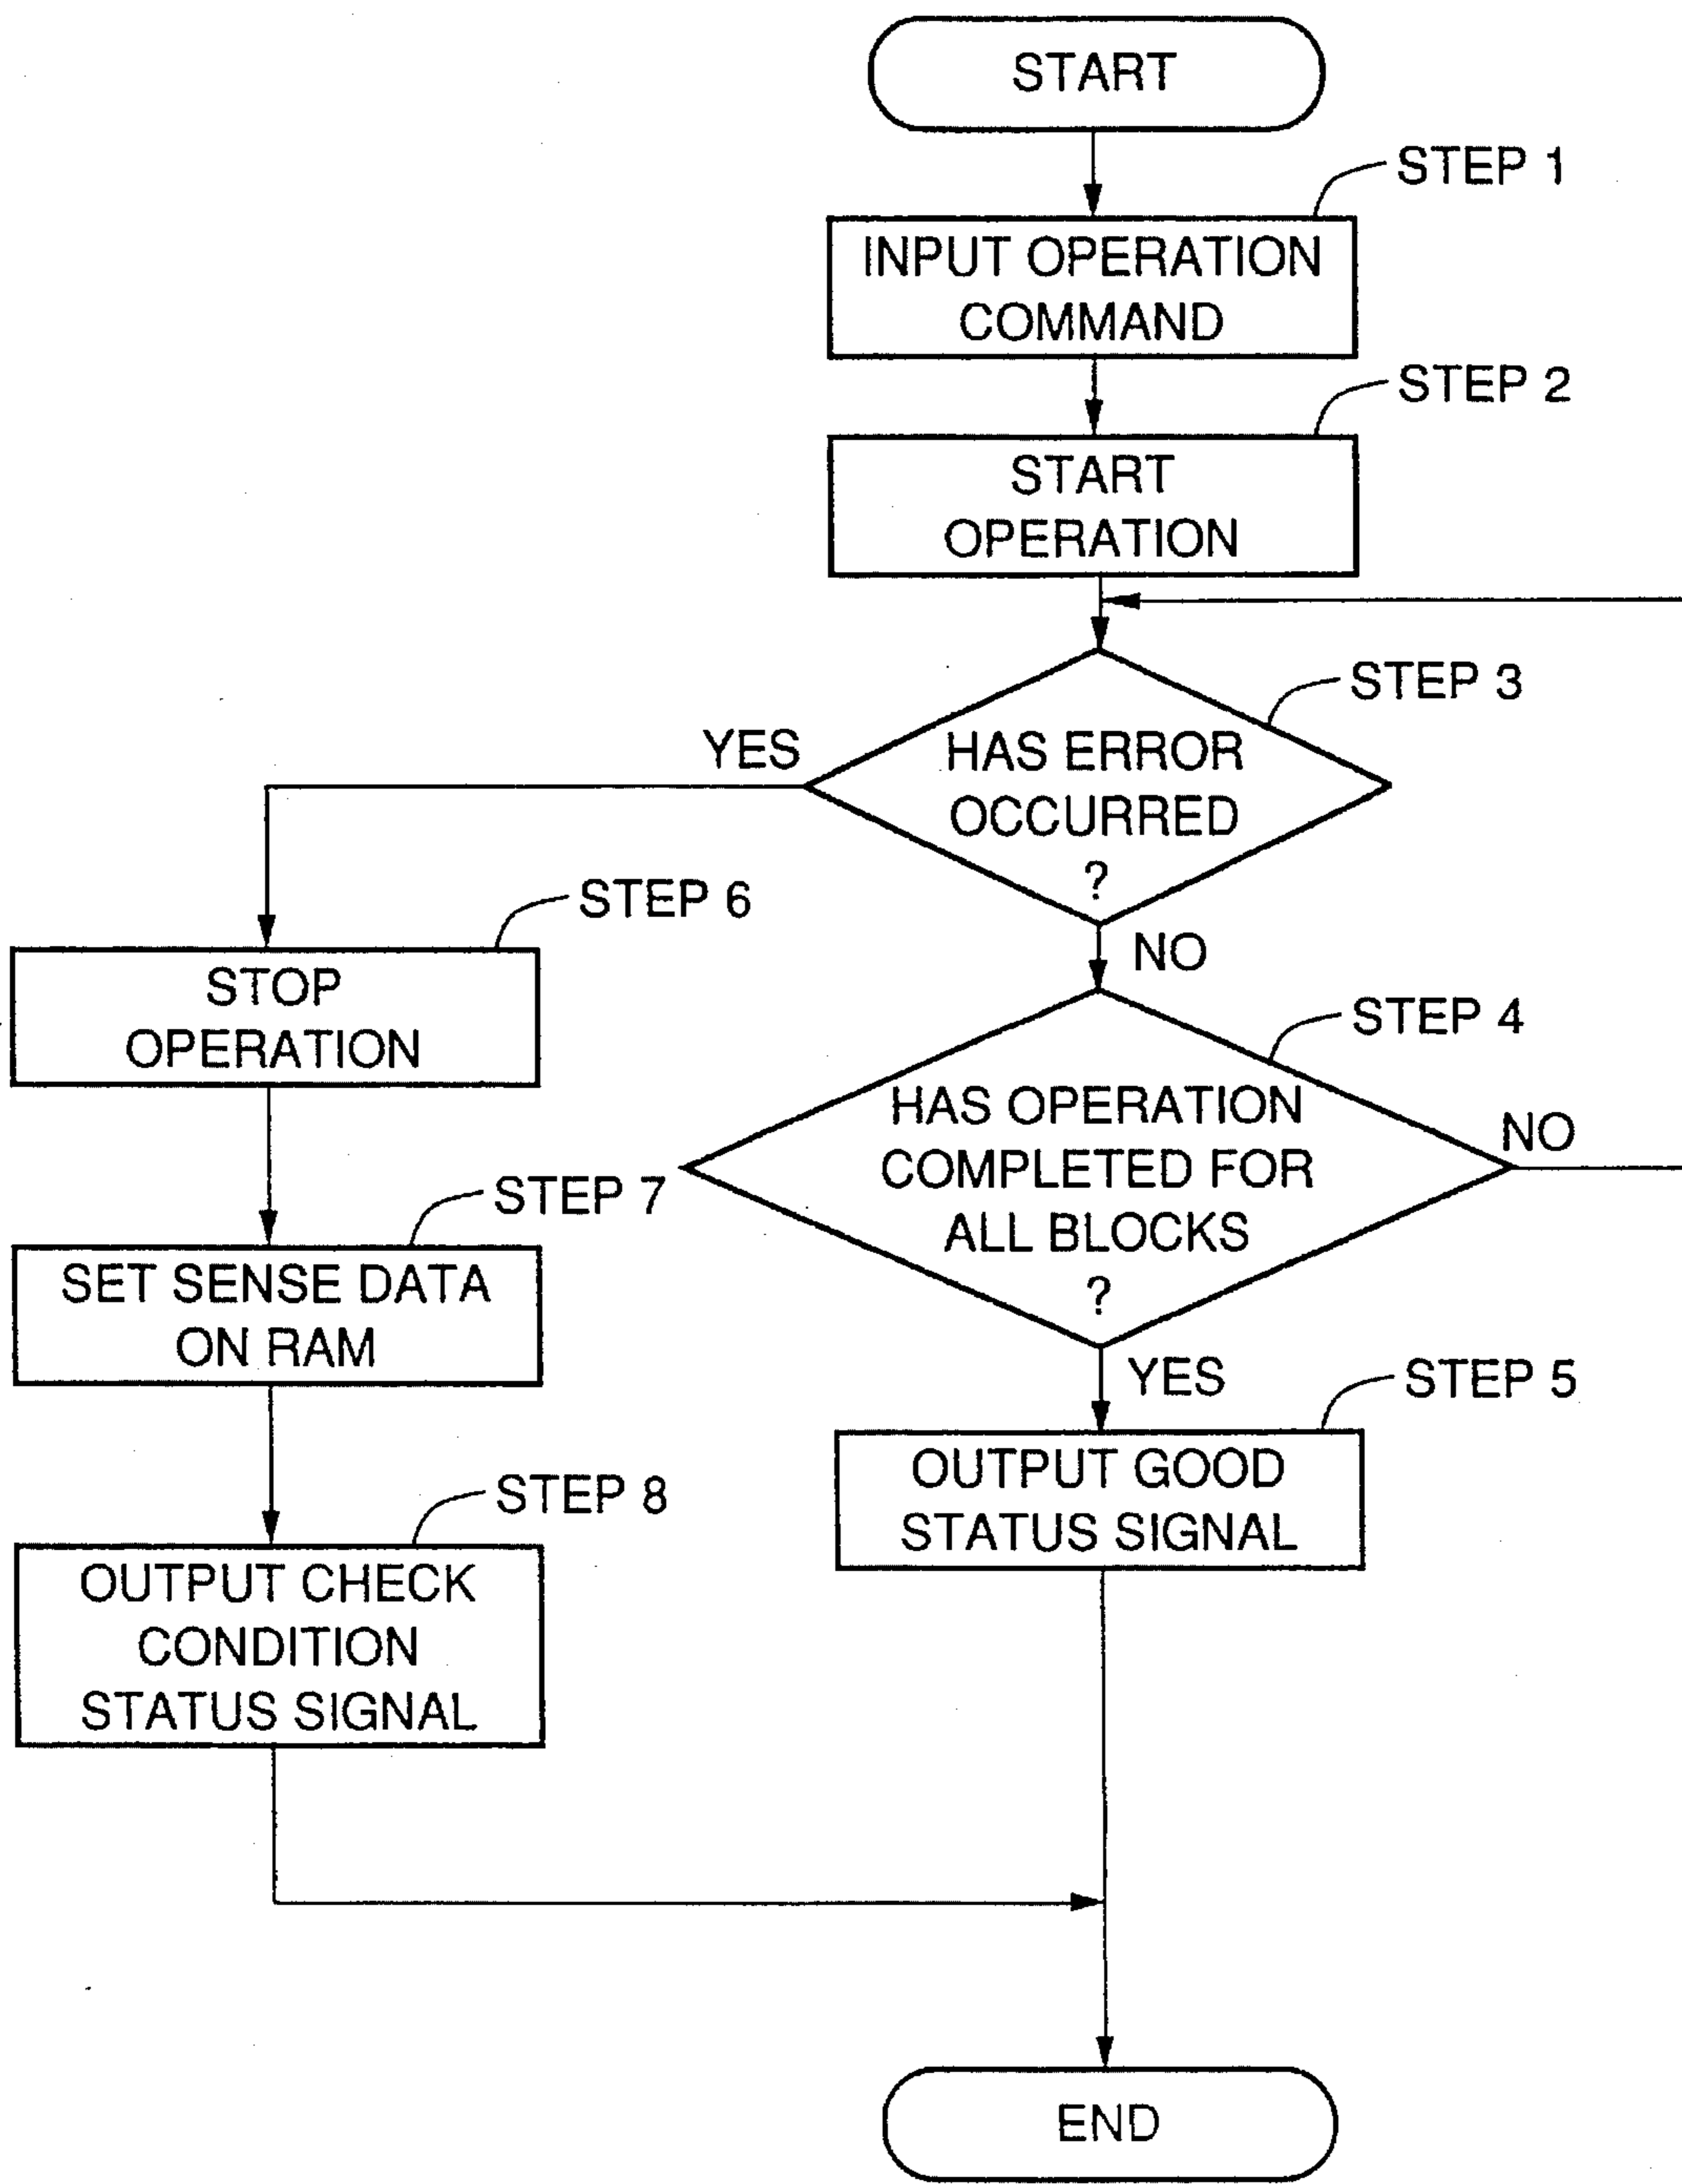 START
STEP 1
INPUT OPERATION
COMMAND
STEP 2
START
OPERATION
STEP 3
HAS ERROR
OCCURRED
?
YES
NO
STEP 4
HAS OPERATION
COMPLETED FOR
ALL BLOCKS
?
NO
YES
STEP 5
OUTPUT GOOD
STATUS SIGNAL
STEP 6
STOP
OPERATION
STEP 7
SET SENSE DATA
ON RAM
STEP 8
OUTPUT CHECK
CONDITION
STATUS SIGNAL
END